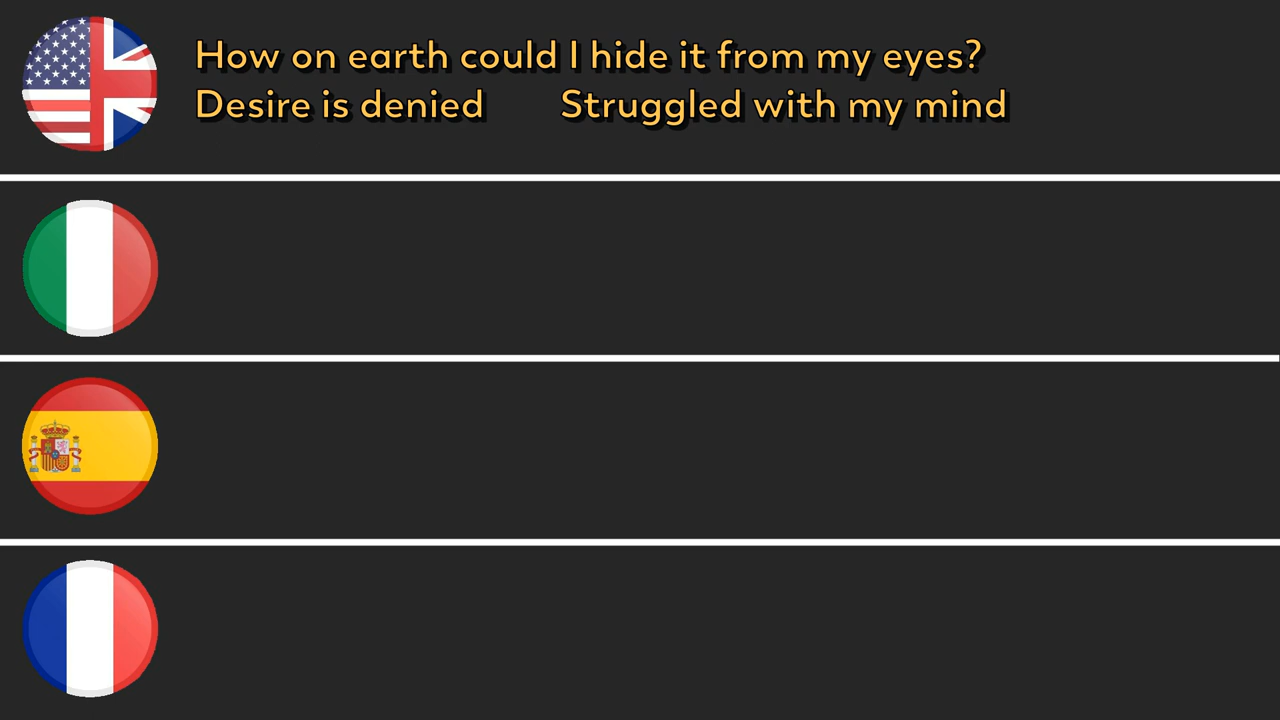 How on earth could I hide it from my eyes?
Desire is denied Struggled with my mind